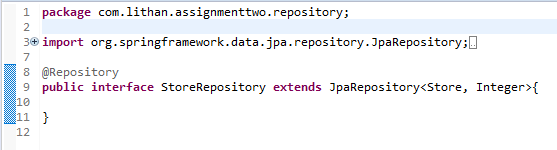 1 package com.lithan.assignmenttwo.repository;
2
3 import org.springframework.data.jpa.repository.JpaRepository;
7
8 @Repository
9 public interface StoreRepository extends JpaRepository<Store, Integer>{
10
11 }
12